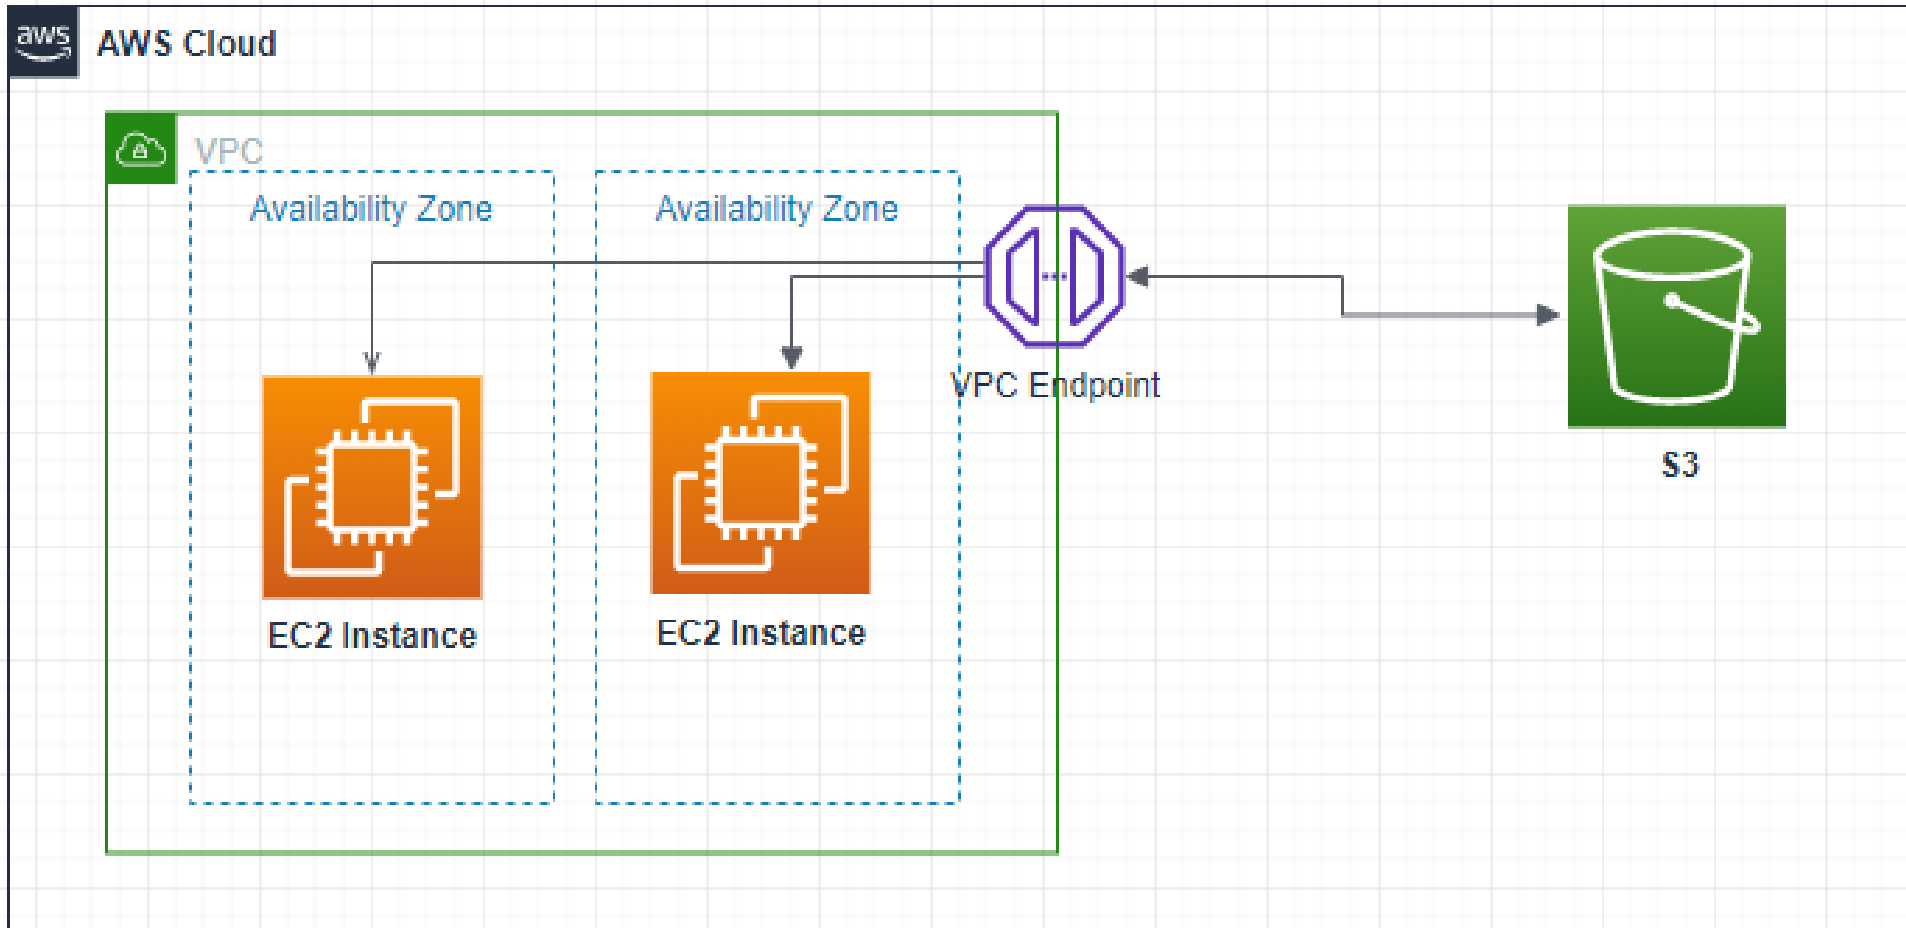 aws
AWS Cloud
VPC
Availability Zone
Availability Zone
VPC Endpoint
S3
EC2 Instance
EC2 Instance